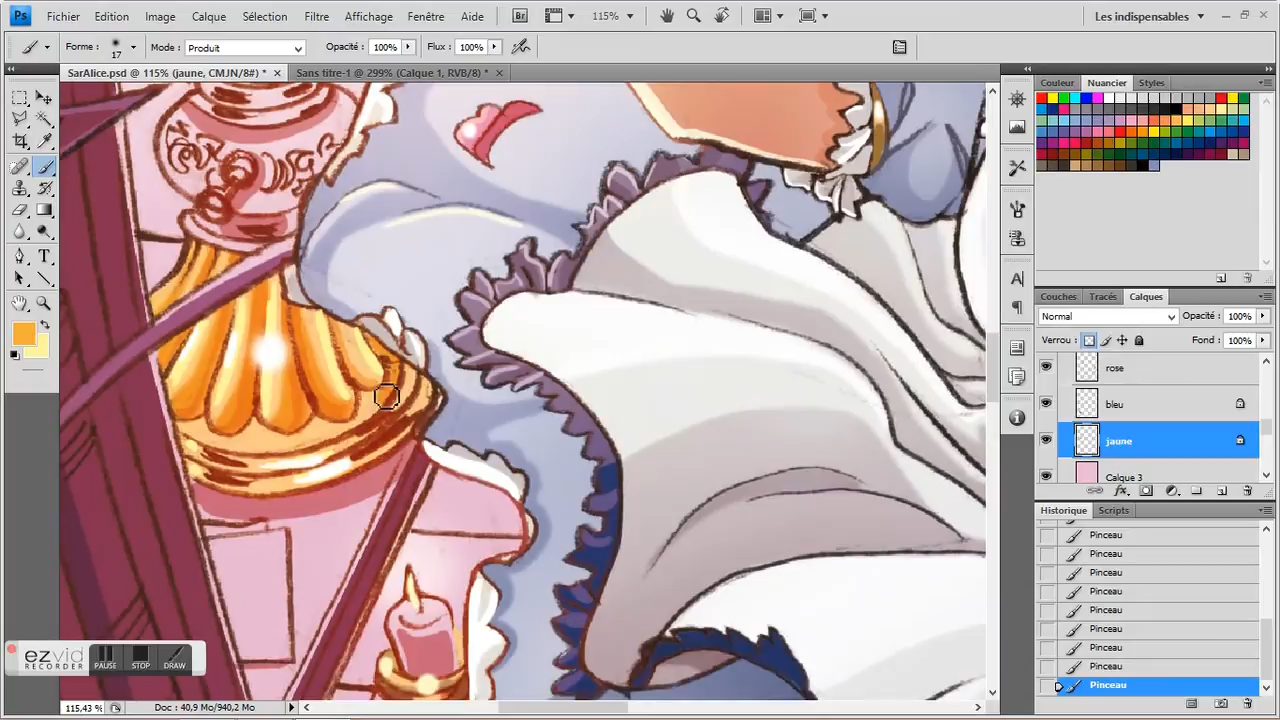 Ps Fichier Edition Image Calque Sélection Filtre Affichage Fenêtre Aide Br 115% Les indispensables
Forme : 17 Mode : Produit Opacité : 100% Flux : 100%
SarAlice.psd @ 115% (jaune, CMJN/8#) * Sans titre-1 @ 299% (Calque 1, RVB/8) *
Couleur Nuancier Styles
Couches Tracés Calques
Normal Opacité : 100%
Verrou : Fond : 100%
rose
bleu
jaune
Calque 3
fx
Historique Scripts
Pinceau
Pinceau
Pinceau
Pinceau
Pinceau
Pinceau
Pinceau
Pinceau
Pinceau
ezvid
RECORDER
PAUSE STOP DRAW
115,43 % Doc : 40,9 Mo/940,2 Mo